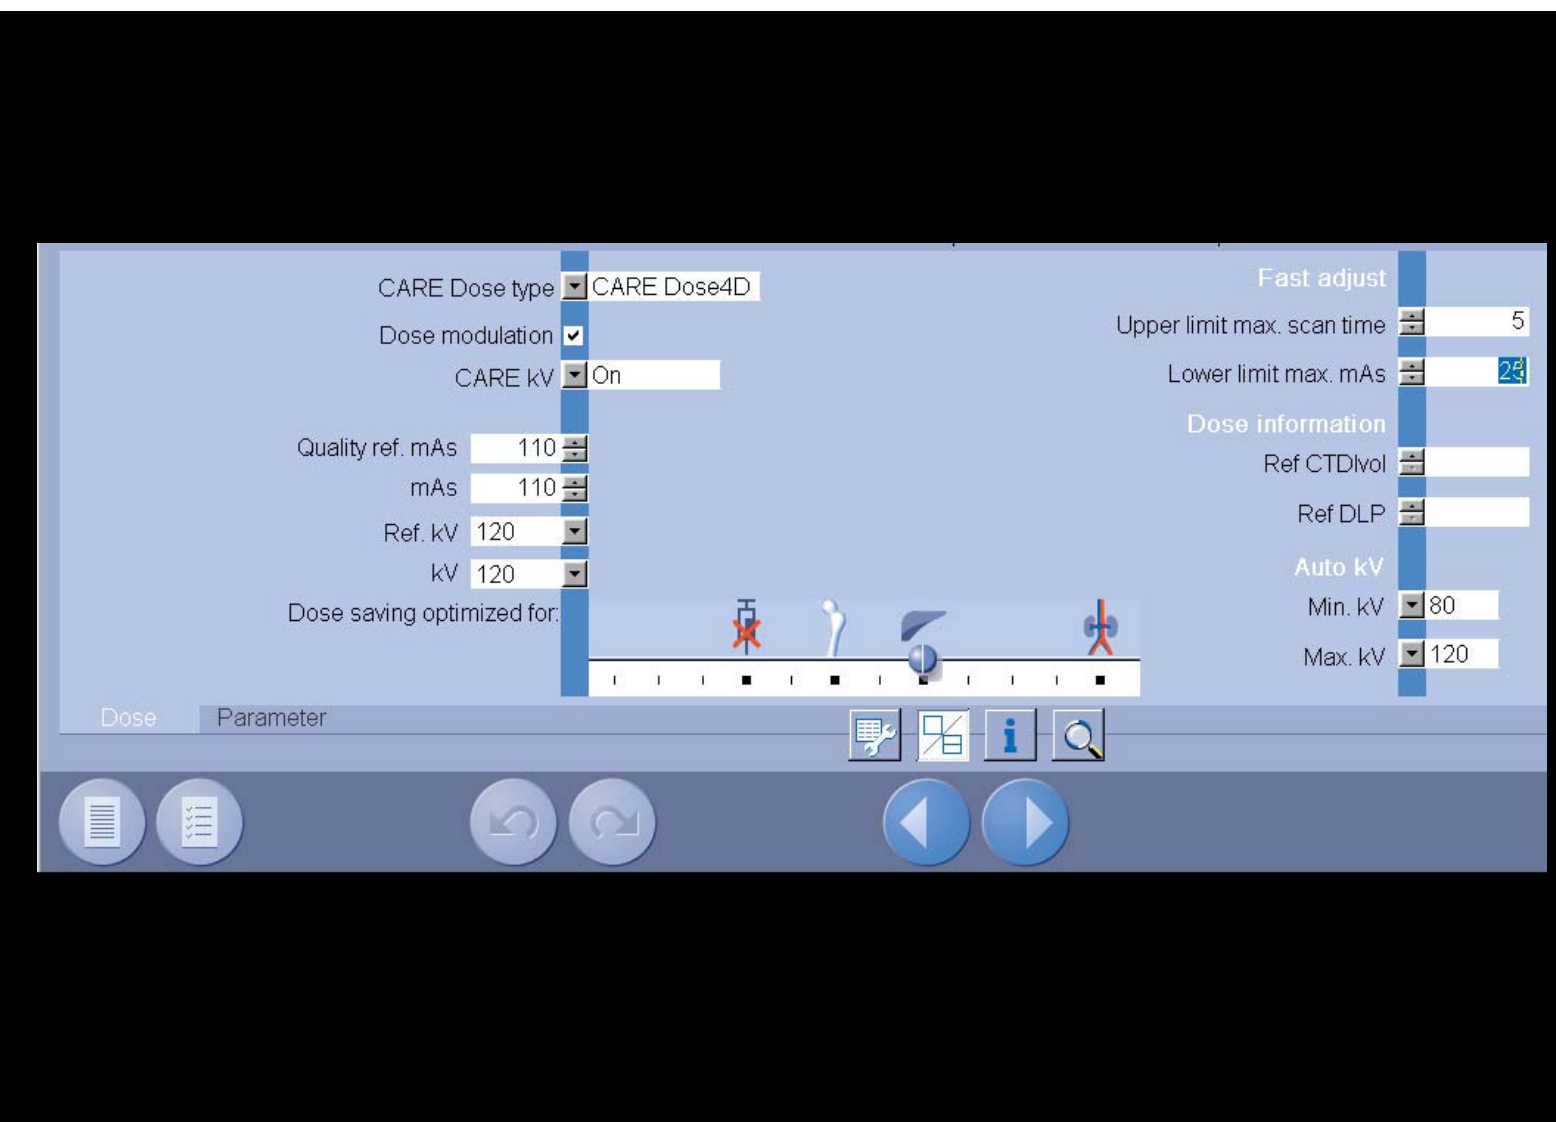 CARE Dose type CARE Dose4D
Dose modulation
CARE kV On
Quality ref. mAs 110
mAs 110
Ref. kV 120
kV 120
Dose saving optimized for:
Fast adjust
Upper limit max. scan time 5
Lower limit max. mAs 25
Dose information
Ref CTDIvol
Ref DLP
Auto kV
Min. kV 80
Max. kV 120
Dose Parameter
i